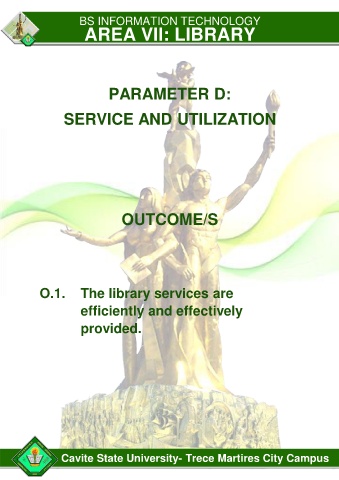 BS INFORMATION TECHNOLOGY
AREA VII: LIBRARY
PARAMETER D:
SERVICE AND UTILIZATION
OUTCOME/S
O.1. The library services are
efficiently and effectively
provided.
Cavite State University- Trece Martires City Campus